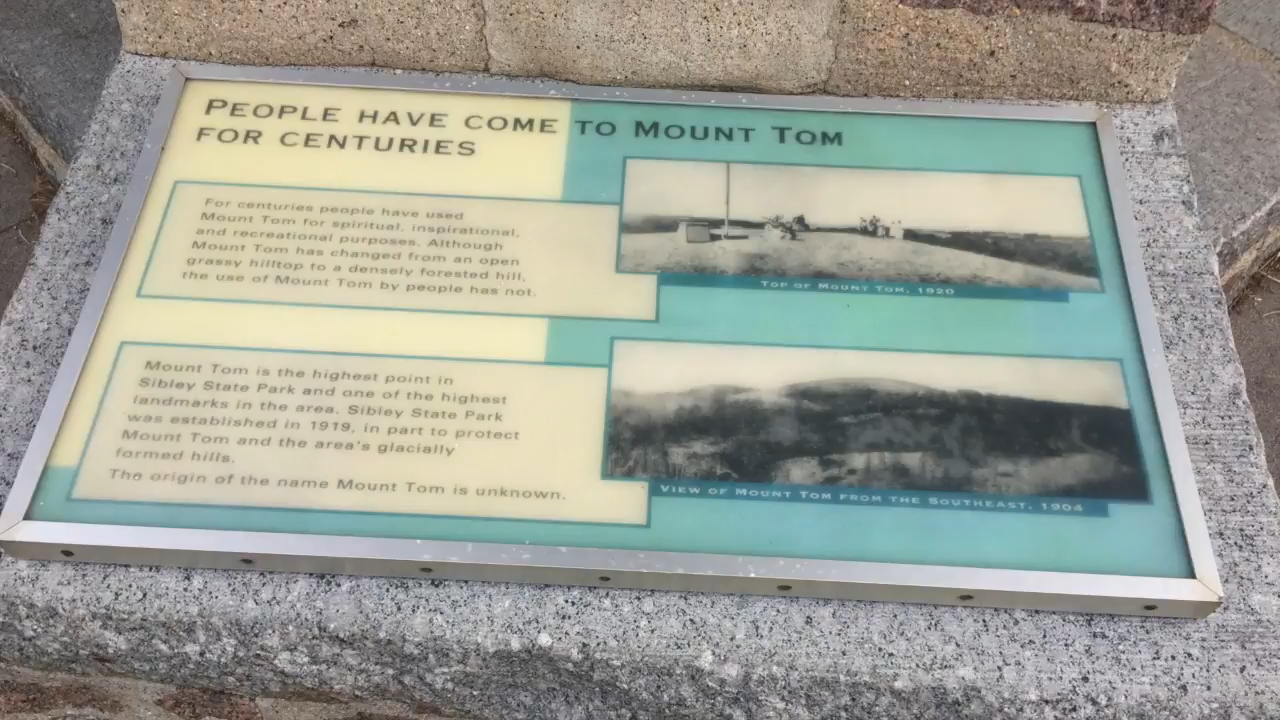 PEOPLE HAVE COME TO MOUNT TOM
FOR CENTURIES
For centuries people have used
Mount Tom for spiritual, inspirational,
and recreational purposes. Although
Mount Tom has changed from an open
grassy hilltop to a densely forested hill,
the use of Mount Tom by people has not.
TOP OF MOUNT TOM, 1920
Mount Tom is the highest point in
Sibley State Park and one of the highest
landmarks in the area. Sibley State Park
was established in 1919, in part to protect
Mount Tom and the area's glacially
formed hills.
The origin of the name Mount Tom is unknown.
VIEW OF MOUNT TOM FROM THE SOUTHEAST, 1904